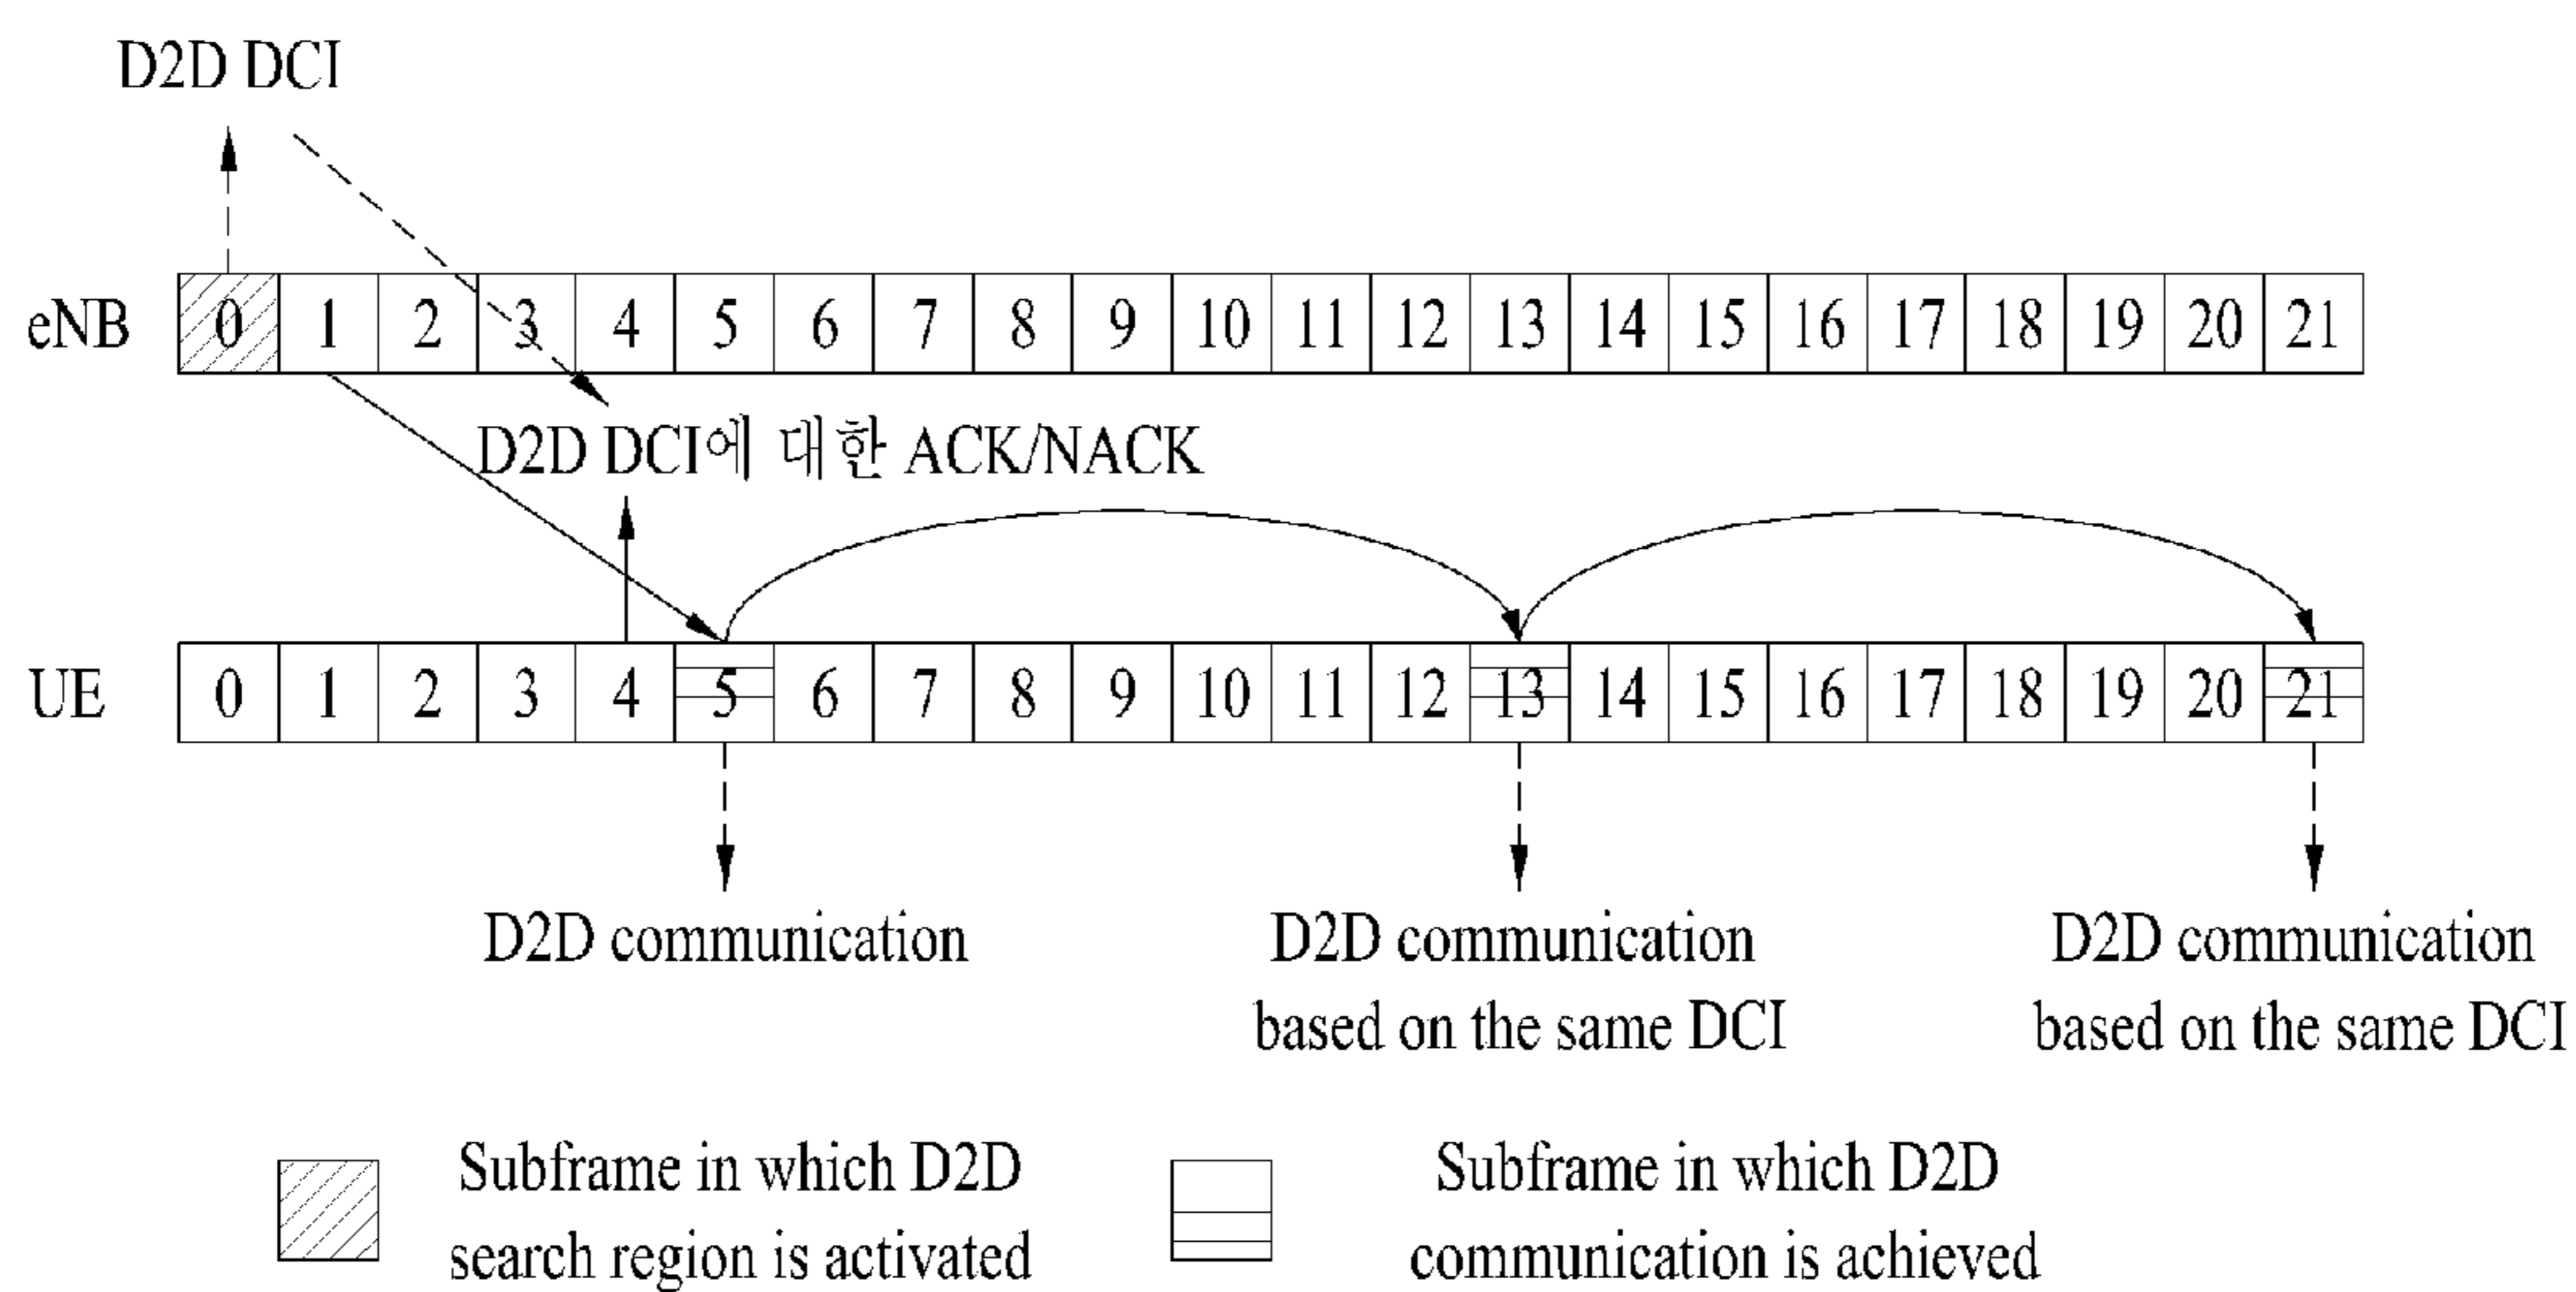 D2D DCI
eNB 0 1 2 3 4 5 6 7 8 9 10 11 12 13 14 15 16 17 18 19 20 21
D2D DCI에 대한 ACK/NACK
UE 0 1 2 3 4 5 6 7 8 9 10 11 12 13 14 15 16 17 18 19 20 21
D2D communication
D2D communication
based on the same DCI
D2D communication
based on the same DCI
Subframe in which D2D
search region is activated
Subframe in which D2D
communication is achieved